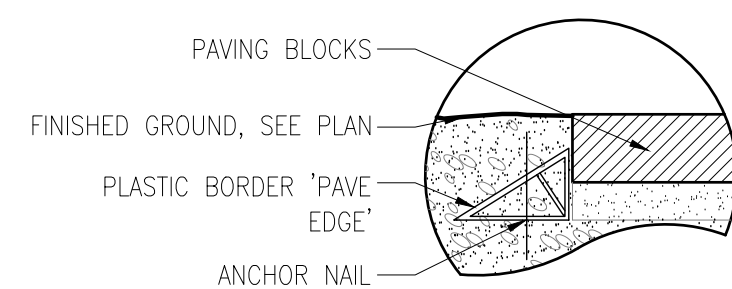 PAVING BLOCKS
FINISHED GROUND, SEE PLAN
PLASTIC BORDER 'PAVE
EDGE'
ANCHOR NAIL